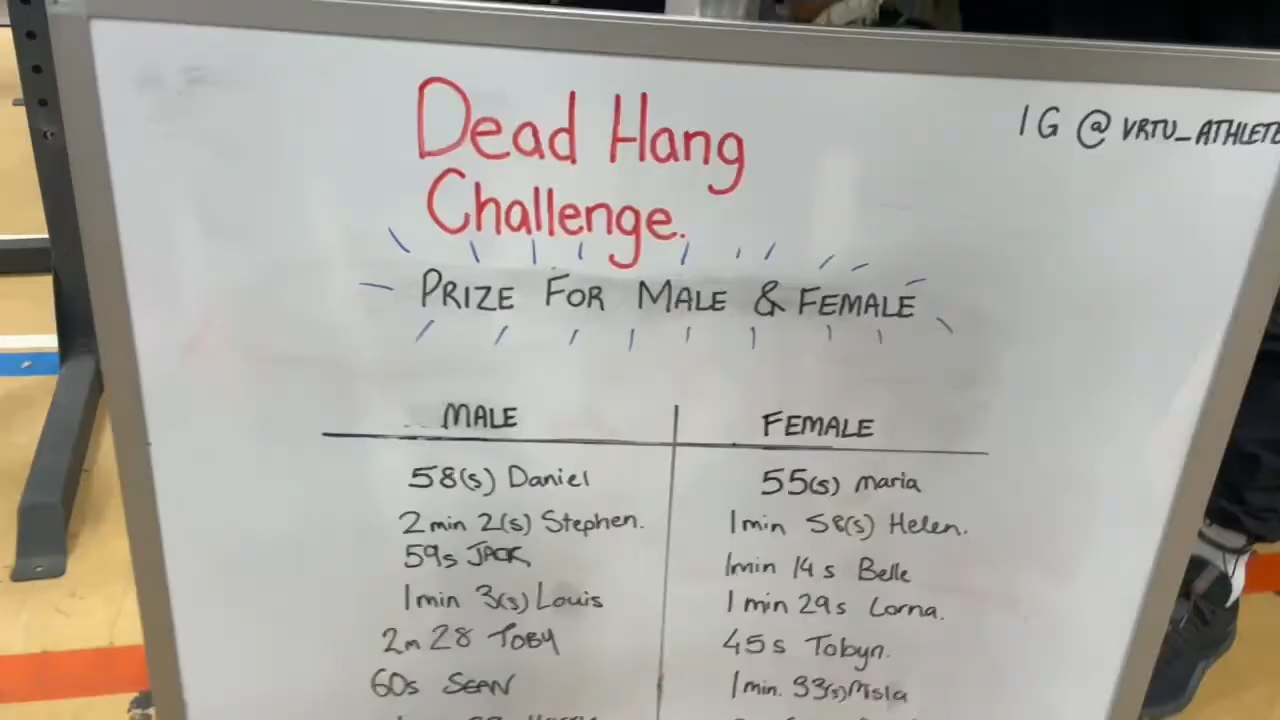 Dead Hang
Challenge.
IG @ VRTU_ATHLETE
PRIZE FOR MALE & FEMALE
MALE
FEMALE
58(s) Daniel
55(s) maria
2 min 2(s) Stephen.
1min 58(s) Helen.
59s JACK
1min 14s Belle
1min 3(s) Louis
1min 29s Lorna.
2m 28 TOBY
45s Tobyn.
60s SEAN
1min. 33(s)